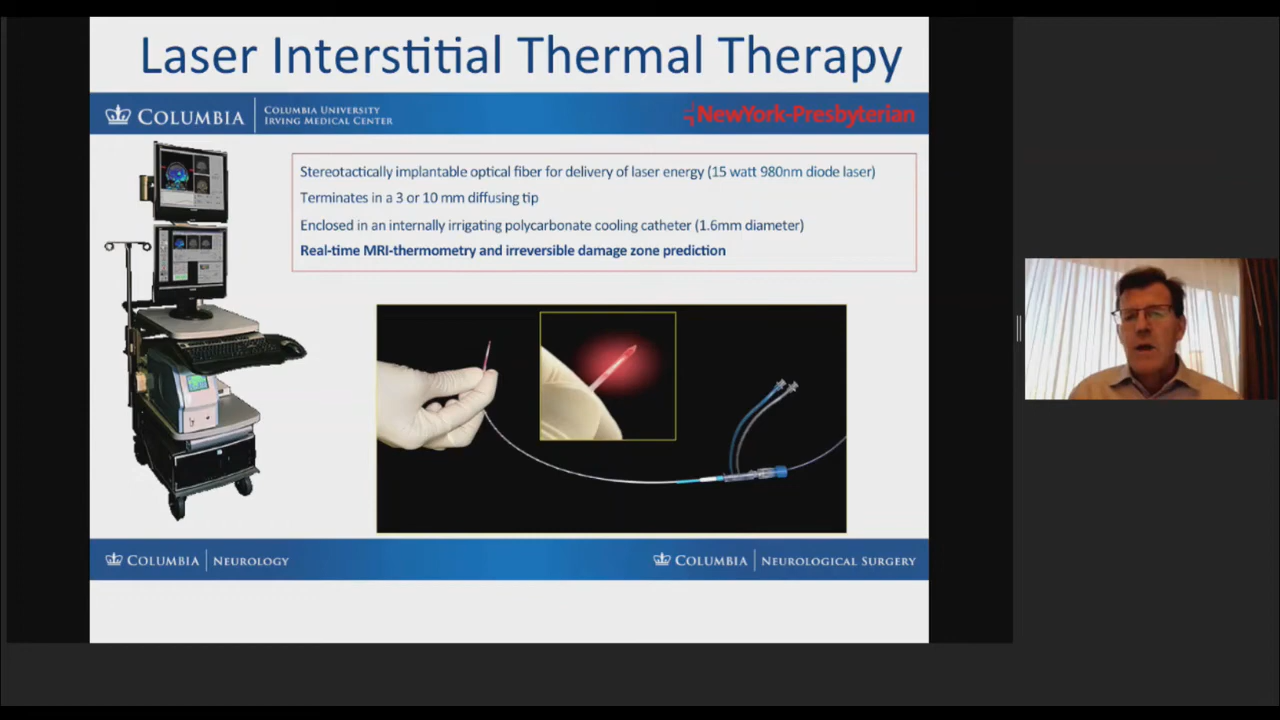 Laser Interstitial Thermal Therapy
COLUMBIA
COLUMBIA UNIVERSITY
IRVING MEDICAL CENTER
NewYork-Presbyterian
Stereotactically implantable optical fiber for delivery of laser energy (15 watt 980nm diode laser)
Terminates in a 3 or 10 mm diffusing tip
Enclosed in an internally irrigating polycarbonate cooling catheter (1.6mm diameter)
Real-time MRI-thermometry and irreversible damage zone prediction
COLUMBIA NEUROLOGY
COLUMBIA NEUROLOGICAL SURGERY